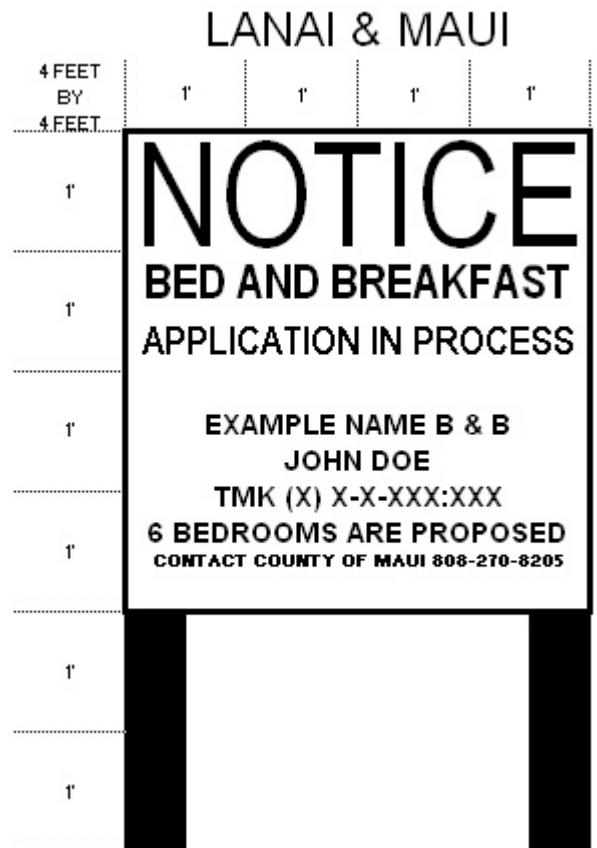 LANAI & MAUI
4 FEET
BY
4 FEET
1' 1' 1' 1'
1'
NOTICE
1'
BED AND BREAKFAST
APPLICATION IN PROCESS
1'
EXAMPLE NAME B & B
JOHN DOE
TMK (X) X-X-XXX:XXX
1'
6 BEDROOMS ARE PROPOSED
CONTACT COUNTY OF MAUI 808-270-8205
1'
1'